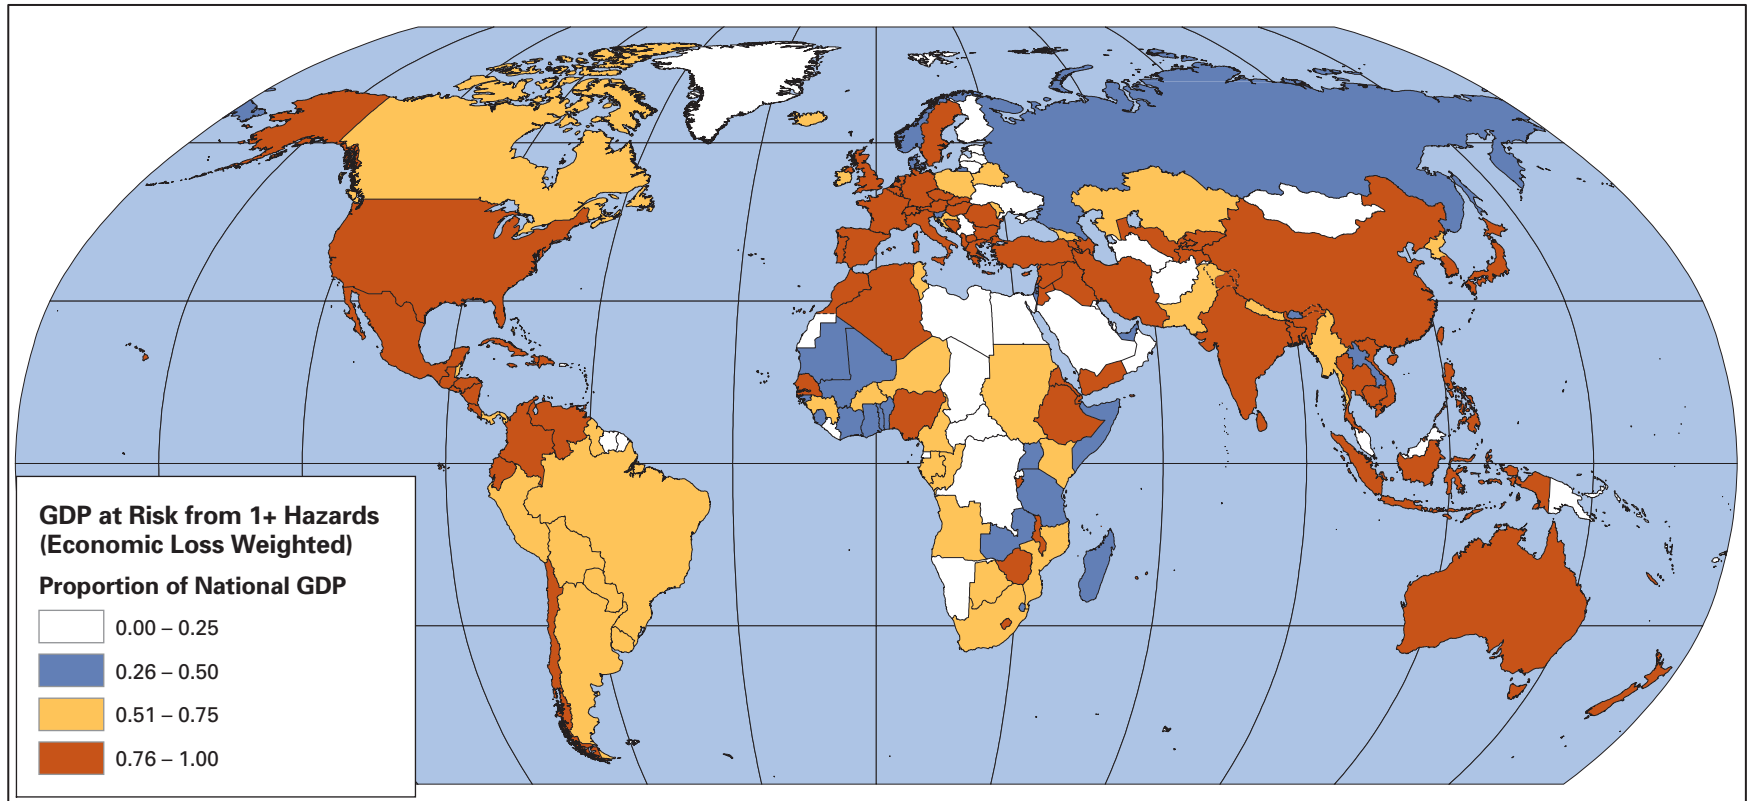 GDP at Risk from 1+ Hazards
(Economic Loss Weighted)
Proportion of National GDP
0.00 – 0.25
0.26 – 0.50
0.51 – 0.75
0.76 – 1.00